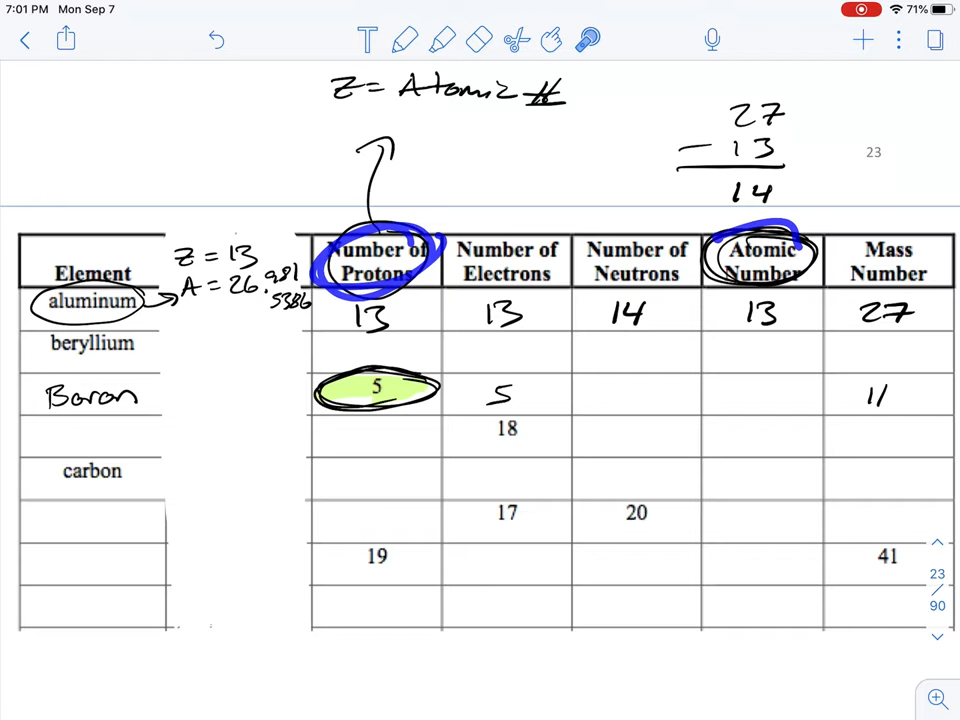 7:01 PM Mon Sep 7
71%
T
Z = Atomic #
27
- 13
14
23
Element
Number of Protons
Number of Electrons
Number of Neutrons
Atomic Number
Mass Number
Z = 13
A = 26.9815386
aluminum 13 13 14 13 27
beryllium
Boron 5 5 11
18
carbon
17 20
19 41
23
/
90